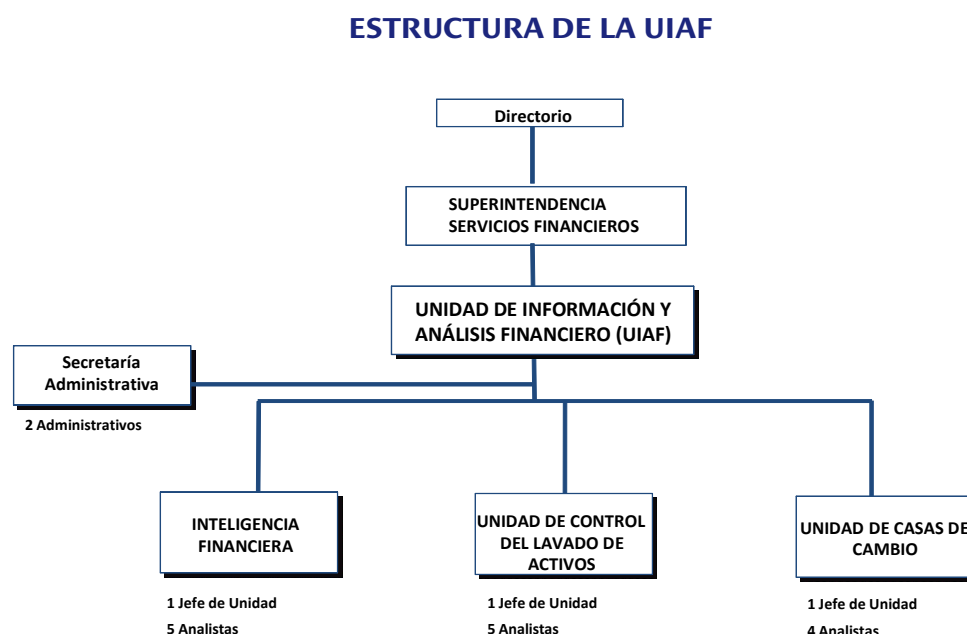 ESTRUCTURA DE LA UIAF
Directorio
SUPERINTENDENCIA
SERVICIOS FINANCIEROS
UNIDAD DE INFORMACIÓN Y
ANÁLISIS FINANCIERO (UIAF)
Secretaría
Administrativa
2 Administrativos
INTELIGENCIA
FINANCIERA
1 Jefe de Unidad
5 Analistas
UNIDAD DE CONTROL
DEL LAVADO DE
ACTIVOS
1 Jefe de Unidad
5 Analistas
UNIDAD DE CASAS DE
CAMBIO
1 Jefe de Unidad
4 Analistas